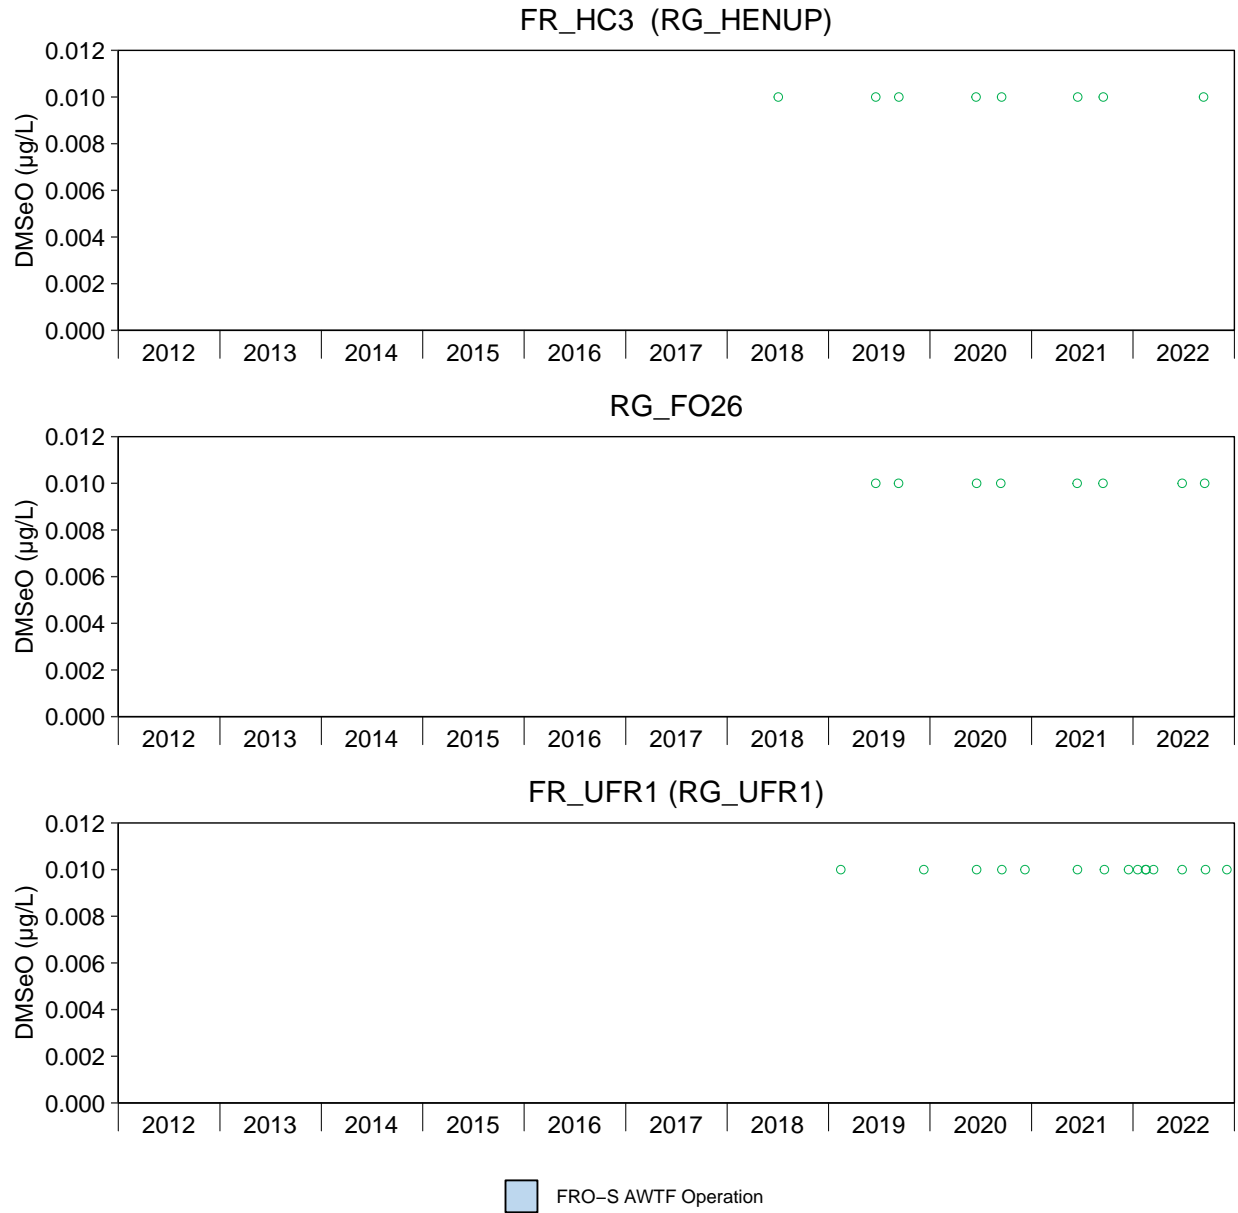 FR_HC3 (RG_HENUP)
DMSeO (µg/L)
0.012
0.010
0.008
0.006
0.004
0.002
0.000
2012 2013 2014 2015 2016 2017 2018 2019 2020 2021 2022
RG_FO26
DMSeO (µg/L)
0.012
0.010
0.008
0.006
0.004
0.002
0.000
2012 2013 2014 2015 2016 2017 2018 2019 2020 2021 2022
FR_UFR1 (RG_UFR1)
DMSeO (µg/L)
0.012
0.010
0.008
0.006
0.004
0.002
0.000
2012 2013 2014 2015 2016 2017 2018 2019 2020 2021 2022
FRO−S AWTF Operation